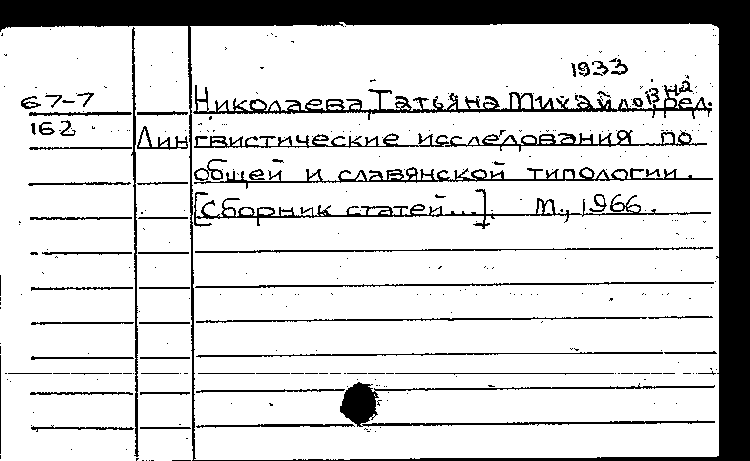 1933
67-7 Николаева, Татьяна Михайловна, ред.
162 Лингвистические исследования по
общей и славянской типологии.
[Сборник статей...]. М., 1966.